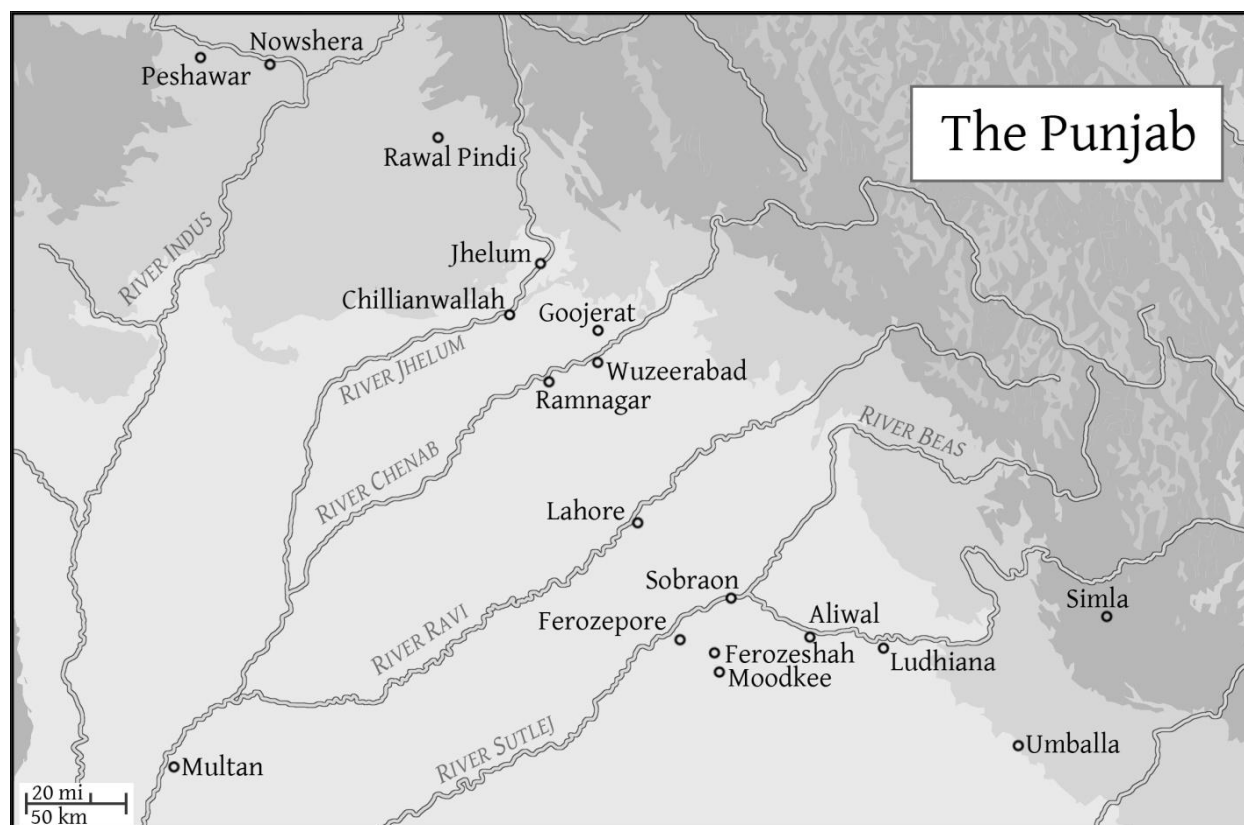 Nowshera
Peshawar
The Punjab
Rawal Pindi
RIVER INDUS
Jhelum
Chillianwallah
Goojerat
RIVER JHELUM
Wuzeerabad
Ramnagar
RIVER BEAS
RIVER CHENAB
Lahore
Sobraon
Simla
Ferozepore
Aliwal
RIVER RAVI
Ferozeshah
Ludhiana
Moodkee
RIVER SUTLEJ
Umballa
Multan
20 mi
50 km